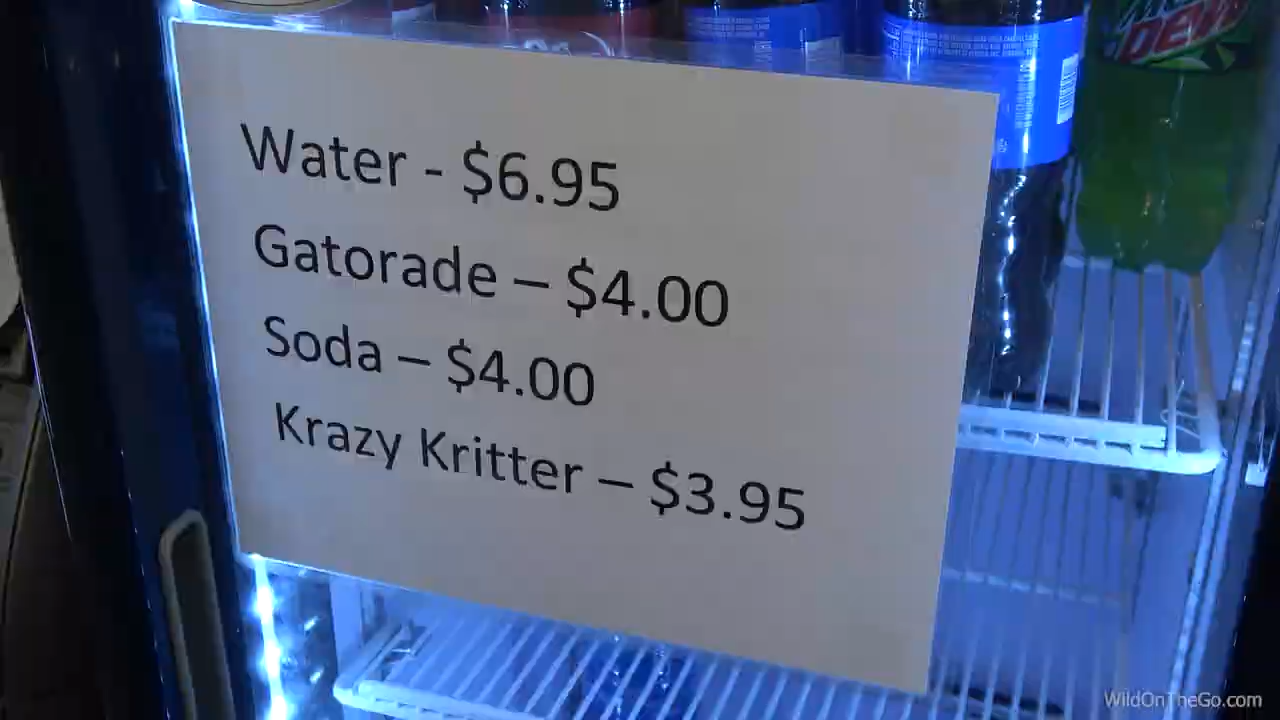 Water - $6.95
Gatorade – $4.00
Soda – $4.00
Krazy Kritter – $3.95
DEW
WildOnTheGo.com